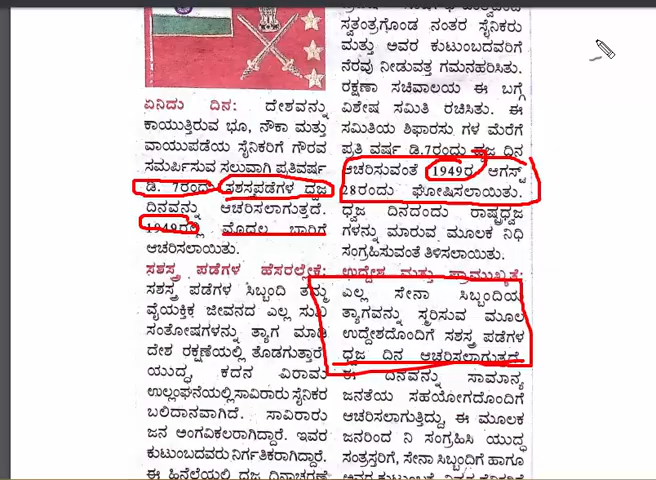 ಏನಿದು ದಿನ: ದೇಶವನ್ನು
ಕಾಯುತ್ತಿರುವ ಭೂ, ನೌಕಾ ಮತ್ತು
ವಾಯುಪಡೆಯ ಸೈನಿಕರಿಗೆ ಗೌರವ
ಸಮರ್ಪಿಸುವ ಸಲುವಾಗಿ ಪ್ರತಿವರ್ಷ
ಡಿ. 7ರಂದು ಸಶಸ್ತ್ರಪಡೆಗಳ ಧ್ವಜ
ದಿನವನ್ನು ಆಚರಿಸಲಾಗುತ್ತದೆ.
1949ರಲ್ಲಿ ಮೊದಲ ಬಾರಿಗೆ
ಆಚರಿಸಲಾಯಿತು.
ಸಶಸ್ತ್ರ ಪಡೆಗಳ ಹೆಸರಲ್ಲೇಕೆ:
ಸಶಸ್ತ್ರ ಪಡೆಗಳ ಸಿಬ್ಬಂದಿ ತಮ್ಮ
ವೈಯಕ್ತಿಕ ಜೀವನದ ಎಲ್ಲ ಸುಖ
ಸಂತೋಷಗಳನ್ನು ತ್ಯಾಗ ಮಾಡಿ
ದೇಶ ರಕ್ಷಣೆಯಲ್ಲಿ ತೊಡಗುತ್ತಾರೆ.
ಯುದ್ಧ, ಕದನ ವಿರಾಮ
ಉಲ್ಲಂಘನೆಯಲ್ಲಿ ಸಾವಿರಾರು ಸೈನಿಕರ
ಬಲಿದಾನವಾಗಿದೆ. ಸಾವಿರಾರು
ಜನ ಅಂಗವಿಕಲರಾಗಿದ್ದಾರೆ. ಇವರ
ಕುಟುಂಬದವರು ನಿರ್ಗತಿಕರಾಗಿದ್ದಾರೆ.
ಈ ಹಿನ್ನೆಲೆಯಲ್ಲಿ ಧ್ವಜ ದಿನಾಚರಣೆ
ಸ್ವತಂತ್ರಗೊಂಡ ನಂತರ ಸೈನಿಕರು
ಮತ್ತು ಅವರ ಕುಟುಂಬದವರಿಗೆ
ನೆರವು ನೀಡುವತ್ತ ಗಮನಹರಿಸಿತು.
ರಕ್ಷಣಾ ಸಚಿವಾಲಯ ಈ ಬಗ್ಗೆ
ವಿಶೇಷ ಸಮಿತಿ ರಚಿಸಿತು. ಈ
ಸಮಿತಿಯ ಶಿಫಾರಸು ಗಳ ಮೆರೆಗೆ
ಪ್ರತಿ ವರ್ಷ ಡಿ.7ರಂದು ಧ್ವಜ ದಿನ
ಆಚರಿಸುವಂತೆ 1949ರ ಆಗಸ್ಟ್
28ರಂದು ಘೋಷಿಸಲಾಯಿತು.
ಧ್ವಜ ದಿನದಂದು ರಾಷ್ಟ್ರಧ್ವಜ
ಗಳನ್ನು ಮಾರುವ ಮೂಲಕ ನಿಧಿ
ಸಂಗ್ರಹಿಸುವಂತೆ ತಿಳಿಸಲಾಯಿತು.
ಉದ್ದೇಶ ಮತ್ತು ಪ್ರಾಮುಖ್ಯತೆ:
ಎಲ್ಲ ಸೇನಾ ಸಿಬ್ಬಂದಿಯ
ತ್ಯಾಗವನ್ನು ಸ್ಮರಿಸುವ ಮೂಲ
ಉದ್ದೇಶದೊಂದಿಗೆ ಸಶಸ್ತ್ರ ಪಡೆಗಳ
ಧ್ವಜ ದಿನ ಆಚರಿಸಲಾಗುತ್ತದೆ.
ಈ ದಿನವನ್ನು ಸಾಮಾನ್ಯ
ಜನತೆಯ ಸಹಯೋಗದೊಂದಿಗೆ
ಆಚರಿಸಲಾಗುತ್ತಿದ್ದು, ಈ ಮೂಲಕ
ಜನರಿಂದ ನಿ ಸಂಗ್ರಹಿಸಿ ಯುದ್ಧ
ಸಂತ್ರಸ್ತರಿಗೆ, ಸೇನಾ ಸಿಬ್ಬಂದಿಗೆ ಹಾಗೂ